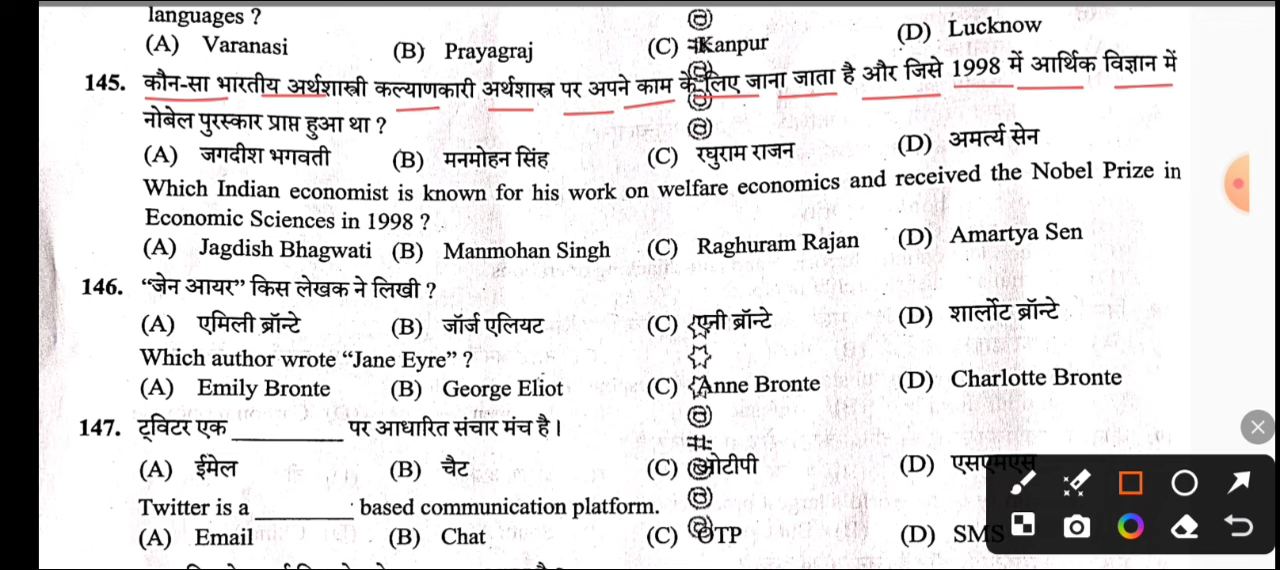 languages ?
(A) Varanasi (B) Prayagraj (C) Kanpur (D) Lucknow
145. कौन-सा भारतीय अर्थशास्त्री कल्याणकारी अर्थशास्त्र पर अपने काम के लिए जाना जाता है और जिसे 1998 में आर्थिक विज्ञान में
नोबेल पुरस्कार प्राप्त हुआ था ?
(A) जगदीश भगवती (B) मनमोहन सिंह (C) रघुराम राजन (D) अमर्त्य सेन
Which Indian economist is known for his work on welfare economics and received the Nobel Prize in
Economic Sciences in 1998 ?
(A) Jagdish Bhagwati (B) Manmohan Singh (C) Raghuram Rajan (D) Amartya Sen
146. “जेन आयर” किस लेखक ने लिखी ?
(A) एमिली ब्रॉन्टे (B) जॉर्ज एलियट (C) एनी ब्रॉन्टे (D) शार्लोट ब्रॉन्टे
Which author wrote “Jane Eyre” ?
(A) Emily Bronte (B) George Eliot (C) Anne Bronte (D) Charlotte Bronte
147. ट्विटर एक ________ पर आधारित संचार मंच है।
(A) ईमेल (B) चैट (C) ओटीपी (D) एसएमएस
Twitter is a ________ based communication platform.
(A) Email (B) Chat (C) OTP (D) SMS